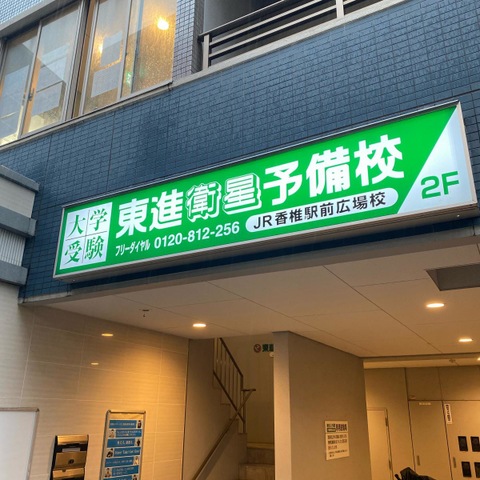 大学
受験
東進衛星予備校
フリーダイヤル 0120-812-256
JR香椎駅前広場校
2F